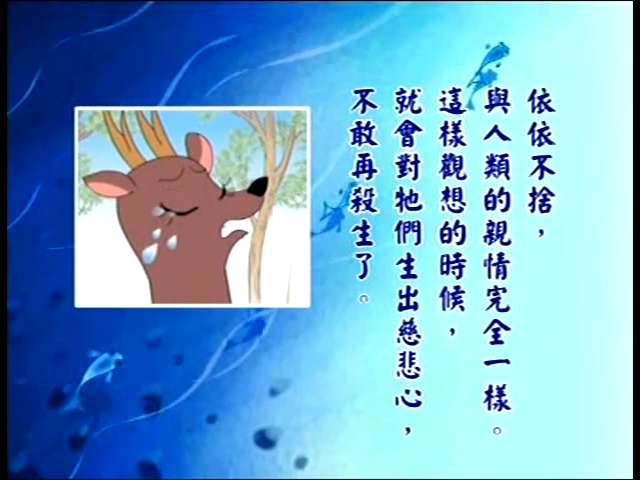 依依不捨，
與人類的親情完全一樣。
這樣觀想的時候，
就會對牠們生出慈悲心，
不敢再殺生了。